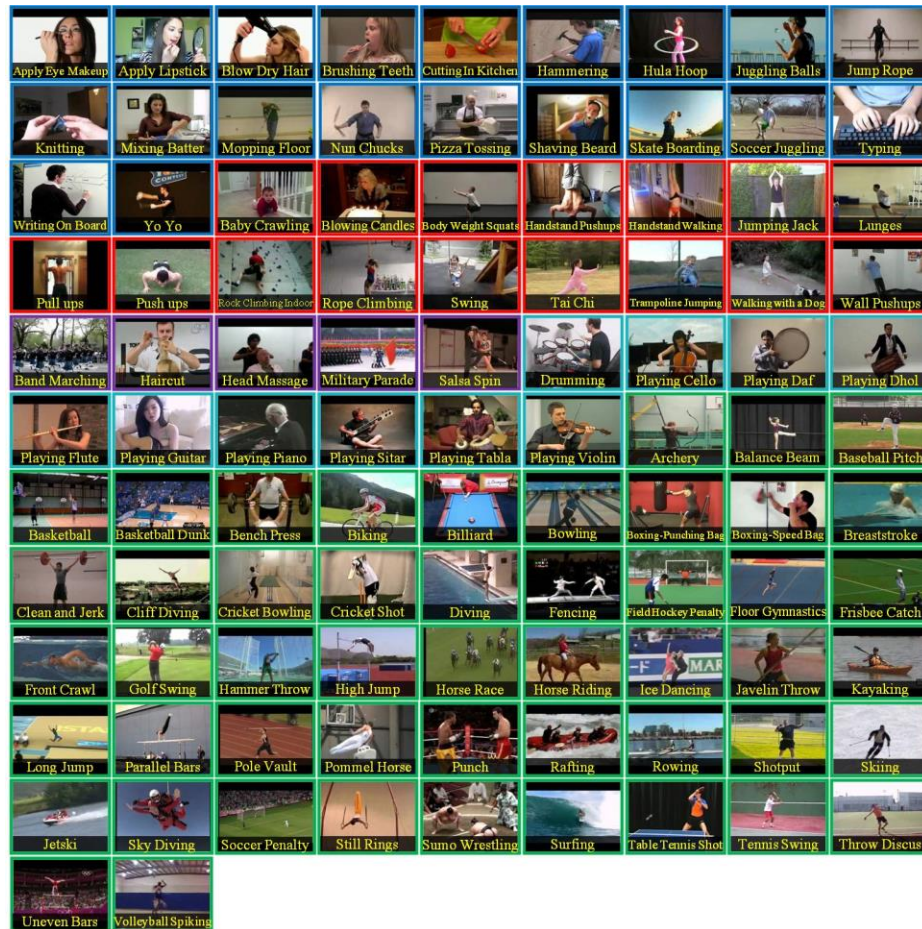 Apply Eye Makeup
Apply Lipstick
Blow Dry Hair
Brushing Teeth
Cutting In Kitchen
Hammering
Hula Hoop
Juggling Balls
Jump Rope
Knitting
Mixing Batter
Mopping Floor
Nun Chucks
Pizza Tossing
Shaving Beard
Skate Boarding
Soccer Juggling
Typing
Writing On Board
Yo Yo
Baby Crawling
Blowing Candles
Body Weight Squats
Handstand Pushups
Handstand Walking
Jumping Jack
Lunges
Pull ups
Push ups
Rock Climbing Indoor
Rope Climbing
Swing
Tai Chi
Trampoline Jumping
Walking with a Dog
Wall Pushups
Band Marching
Haircut
Head Massage
Military Parade
Salsa Spin
Drumming
Playing Cello
Playing Daf
Playing Dhol
Playing Flute
Playing Guitar
Playing Piano
Playing Sitar
Playing Tabla
Playing Violin
Archery
Balance Beam
Baseball Pitch
Basketball
Basketball Dunk
Bench Press
Biking
Billiard
Bowling
Boxing-Punching Bag
Boxing-Speed Bag
Breaststroke
Clean and Jerk
Cliff Diving
Cricket Bowling
Cricket Shot
Diving
Fencing
Field Hockey Penalty
Floor Gymnastics
Frisbee Catch
Front Crawl
Golf Swing
Hammer Throw
High Jump
Horse Race
Horse Riding
MAR
Ice Dancing
Javelin Throw
Kayaking
Long Jump
Parallel Bars
Pole Vault
Pommel Horse
Punch
Rafting
Rowing
Shotput
Skiing
Jetski
Sky Diving
Soccer Penalty
Still Rings
Sumo Wrestling
Surfing
Table Tennis Shot
Tennis Swing
Throw Discus
Uneven Bars
Volleyball Spiking